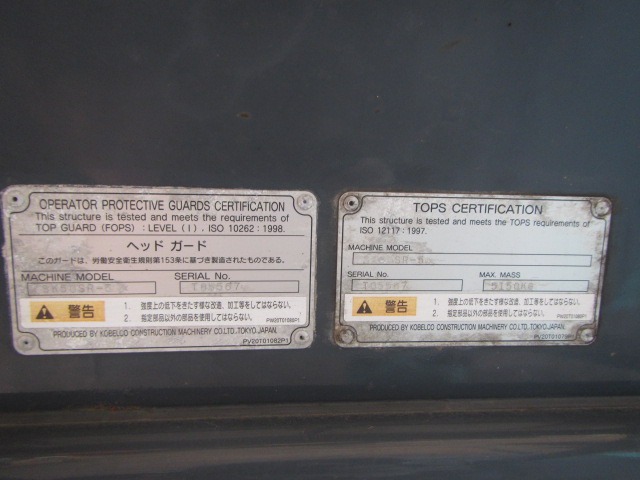 OPERATOR PROTECTIVE GUARDS CERTIFICATION
This structure is tested and meets the requirements of
TOP GUARD (FOPS) : LEVEL (I) . ISO 10262 : 1998.
ヘッド ガード
このガードは、労働安全衛生規則第153条に基づき製造されたものである。
MACHINE MODEL
SERIAL No.
警告
1. 強度上の低下をきたす様な改造、加工等をしてはならない。
2. 指定部品以外の部品を使用してはならない。
PRODUCED BY KOBELCO CONSTRUCTION MACHINERY CO.LTD.TOKYO.JAPAN.
PV20T01082P1
TOPS CERTIFICATION
This structure is tested and meets the TOPS requirements of
ISO 12117 : 1997.
MACHINE MODEL
SERIAL No.
MAX. MASS
5150KG
警告
1. 強度上の低下をきたす様な改造、加工等をしてはならない。
2. 指定部品以外の部品を使用してはならない。
PRODUCED BY KOBELCO CONSTRUCTION MACHINERY CO.LTD.TOKYO.JAPAN.